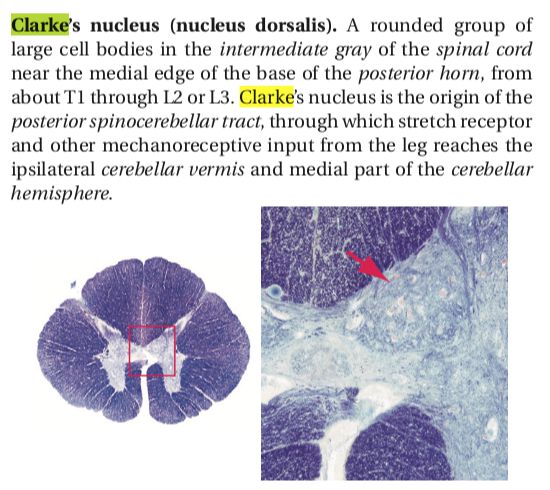 Clarke's nucleus (nucleus dorsalis). A rounded group of
large cell bodies in the intermediate gray of the spinal cord
near the medial edge of the base of the posterior horn, from
about T1 through L2 or L3. Clarke's nucleus is the origin of the
posterior spinocerebellar tract, through which stretch receptor
and other mechanoreceptive input from the leg reaches the
ipsilateral cerebellar vermis and medial part of the cerebellar
hemisphere.